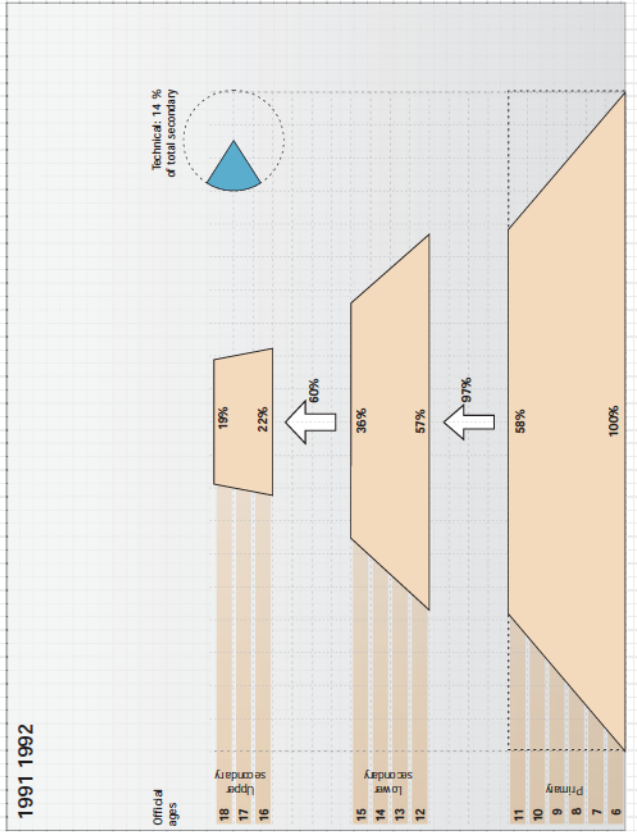 1991 1992
Technical: 14 %
of total secondary
Official
ages
18
17
16
Upper
secondary
19%
22%
60%
15
14
13
12
Lower
secondary
36%
57%
97%
11
10
9
8
7
6
Primary
58%
100%